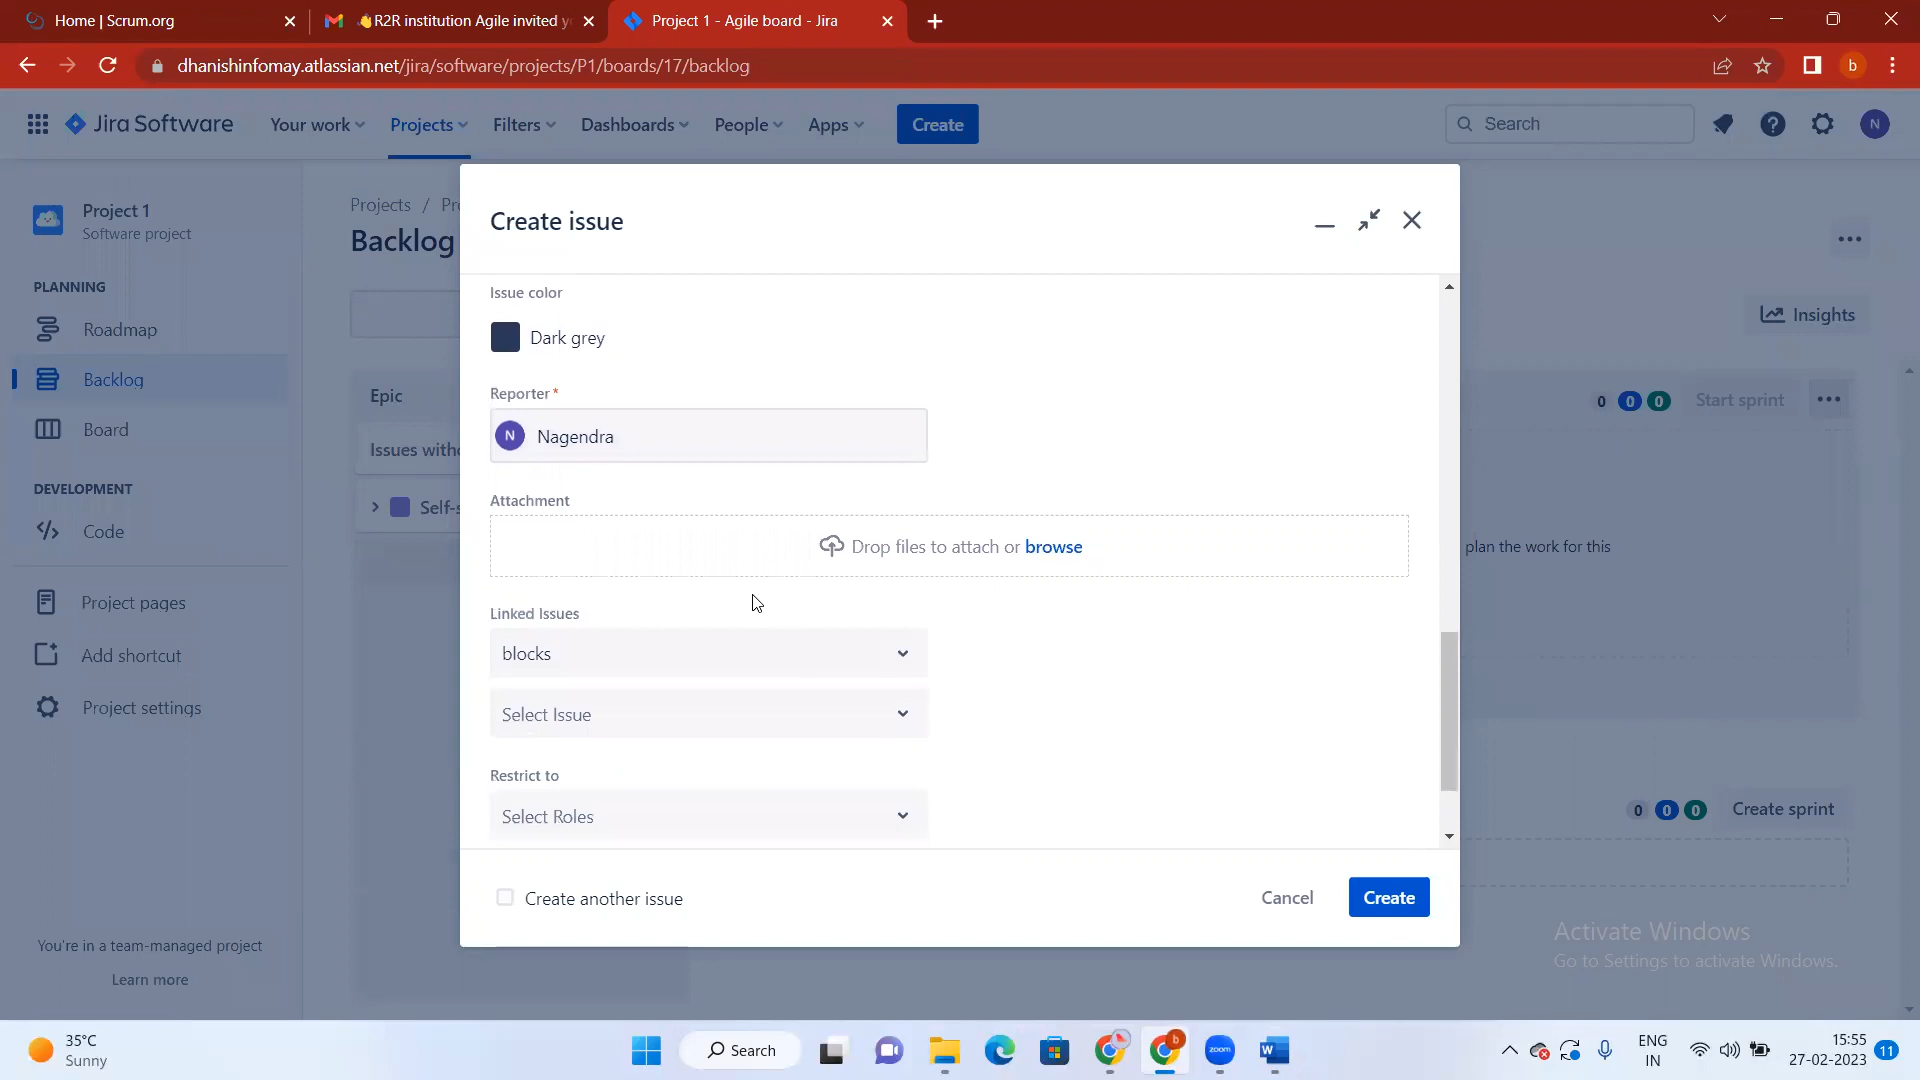 Home | Scrum.org
👋R2R institution Agile invited y
Project 1 - Agile board - Jira
dhanishinfomay.atlassian.net/jira/software/projects/P1/boards/17/backlog
b
Jira Software
Your work
Projects
Filters
Dashboards
People
Apps
Create
Search
N
Project 1
Software project
PLANNING
Roadmap
Backlog
Board
DEVELOPMENT
Code
Project pages
Add shortcut
Project settings
You're in a team-managed project
Learn more
Projects /
Backlog
Epic
Insights
0 0 0
Start sprint
plan the work for this
0 0 0
Create sprint
Create issue
Issue color
Dark grey
Reporter*
N Nagendra
Attachment
Drop files to attach or browse
Linked Issues
blocks
Select Issue
Restrict to
Select Roles
Create another issue
Cancel
Create
Activate Windows
Go to Settings to activate Windows.
35°C
Sunny
Search
b
zoom
W
ENG
IN
15:55
27-02-2023
11